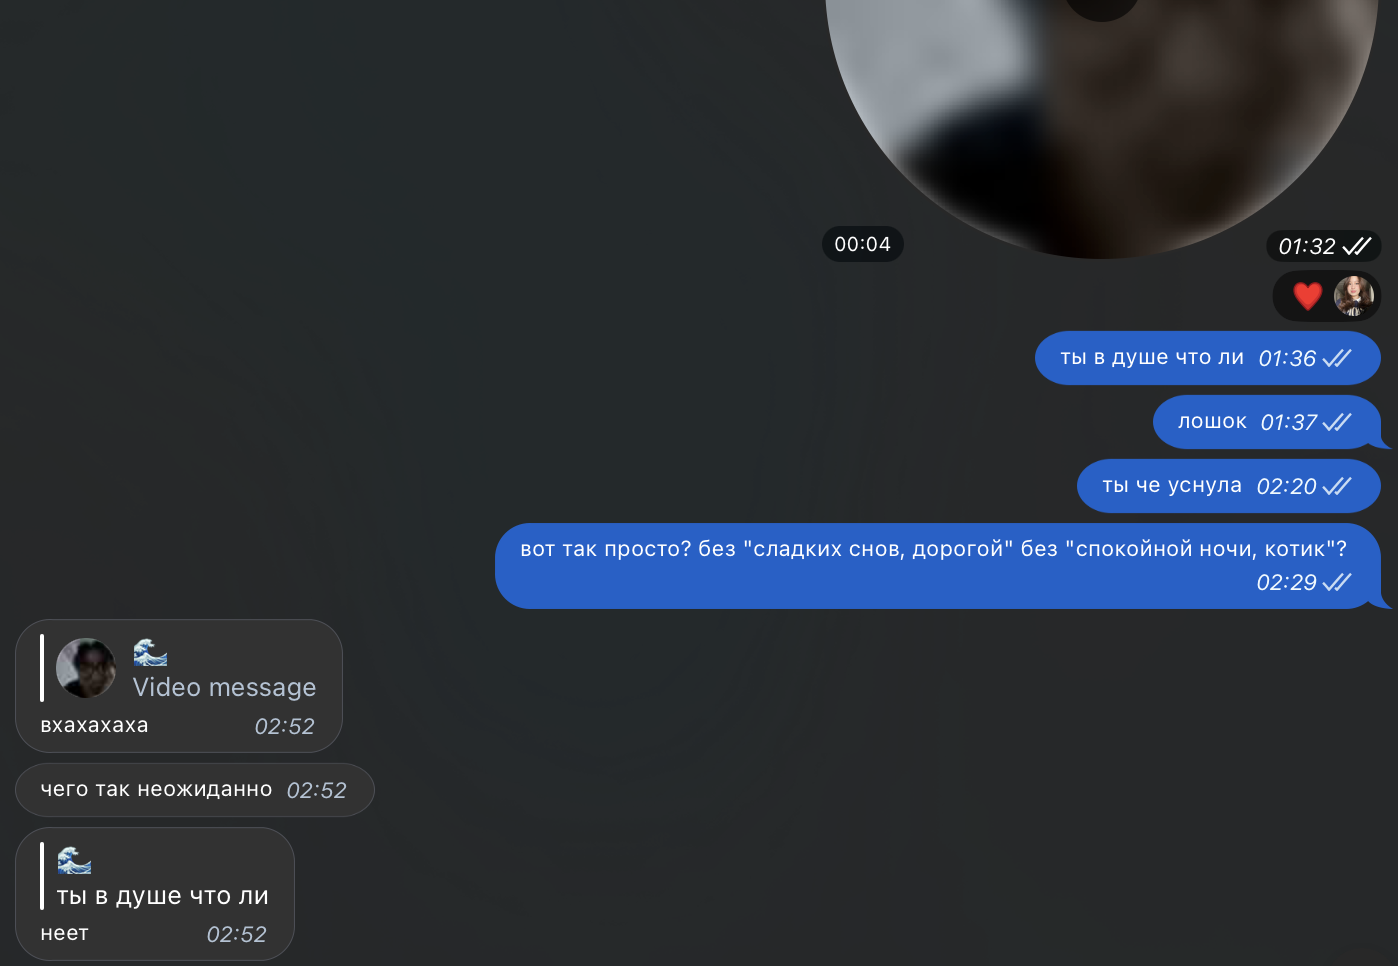 00:04
01:32
ты в душе что ли 01:36
лошок 01:37
ты че уснула 02:20
вот так просто? без "сладких снов, дорогой" без "спокойной ночи, котик"?
02:29
Video message
вхахахаха 02:52
чего так неожиданно 02:52
ты в душе что ли
неет 02:52